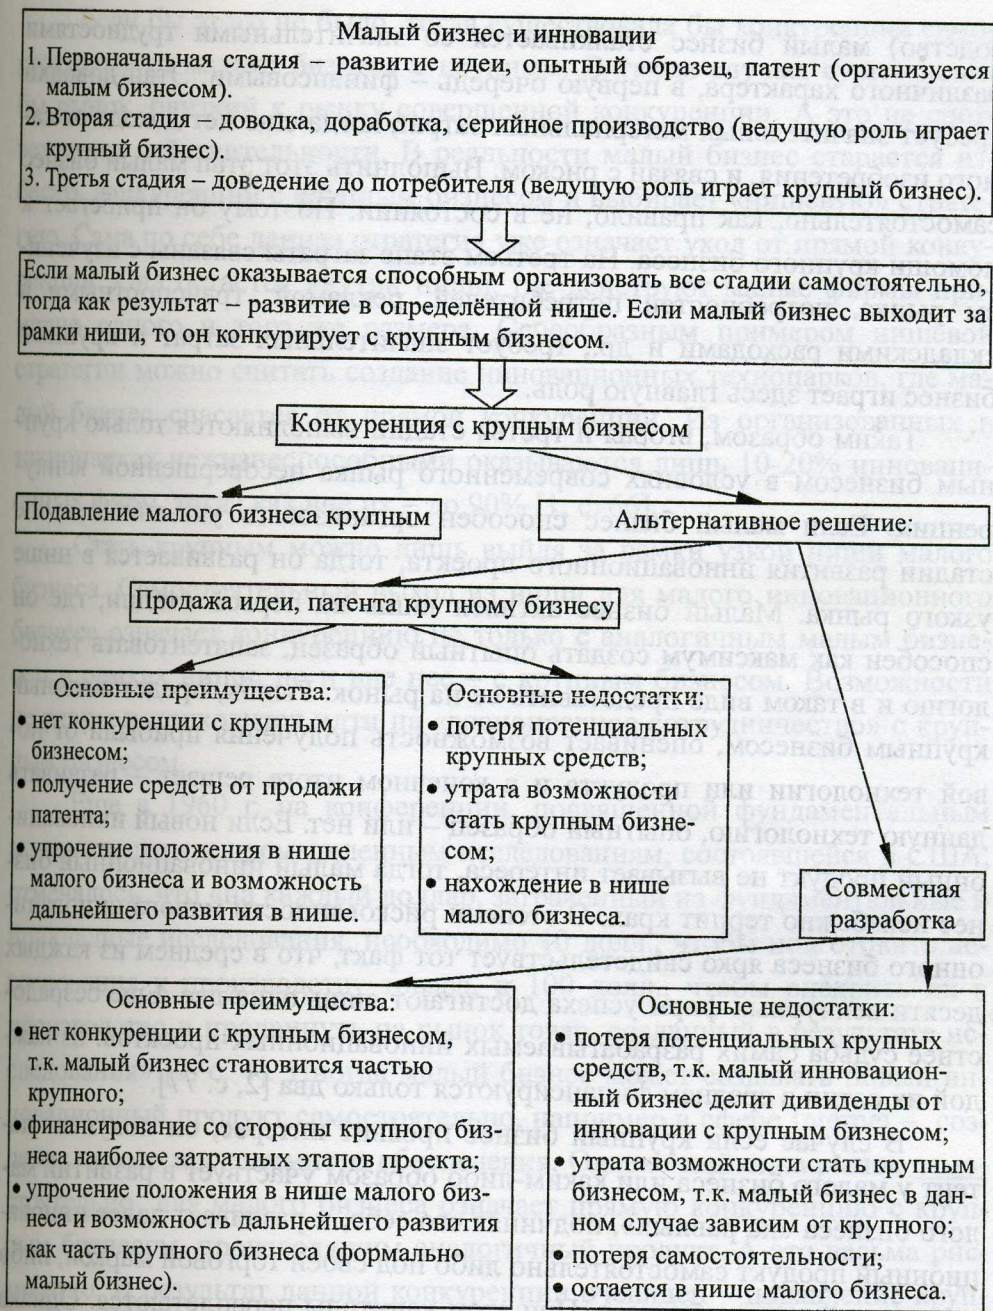 Малый бизнес и инновации
1. Первоначальная стадия – развитие идеи, опытный образец, патент (организуется
малым бизнесом).
2. Вторая стадия – доводка, доработка, серийное производство (ведущую роль играет
крупный бизнес).
3. Третья стадия – доведение до потребителя (ведущую роль играет крупный бизнес).
Если малый бизнес оказывается способным организовать все стадии самостоятельно,
тогда как результат – развитие в определённой нише. Если малый бизнес выходит за
рамки ниши, то он конкурирует с крупным бизнесом.
Конкуренция с крупным бизнесом
Подавление малого бизнеса крупным
Альтернативное решение:
Продажа идеи, патента крупному бизнесу
Основные преимущества:
• нет конкуренции с крупным
бизнесом;
• получение средств от продажи
патента;
• упрочение положения в нише
малого бизнеса и возможность
дальнейшего развития в нише.
Основные недостатки:
• потеря потенциальных
крупных средств;
• утрата возможности
стать крупным бизне-
сом;
• нахождение в нише
малого бизнеса.
Совместная
разработка
Основные преимущества:
• нет конкуренции с крупным бизнесом,
т.к. малый бизнес становится частью
крупного;
• финансирование со стороны крупного биз-
неса наиболее затратных этапов проекта;
• упрочение положения в нише малого биз-
неса и возможность дальнейшего развития
как часть крупного бизнеса (формально
малый бизнес).
Основные недостатки:
• потеря потенциальных крупных
средств, т.к. малый инновацион-
ный бизнес делит дивиденды от
инновации с крупным бизнесом;
• утрата возможности стать крупным
бизнесом, т.к. малый бизнес в дан-
ном случае зависим от крупного;
• потеря самостоятельности;
• остается в нише малого бизнеса.